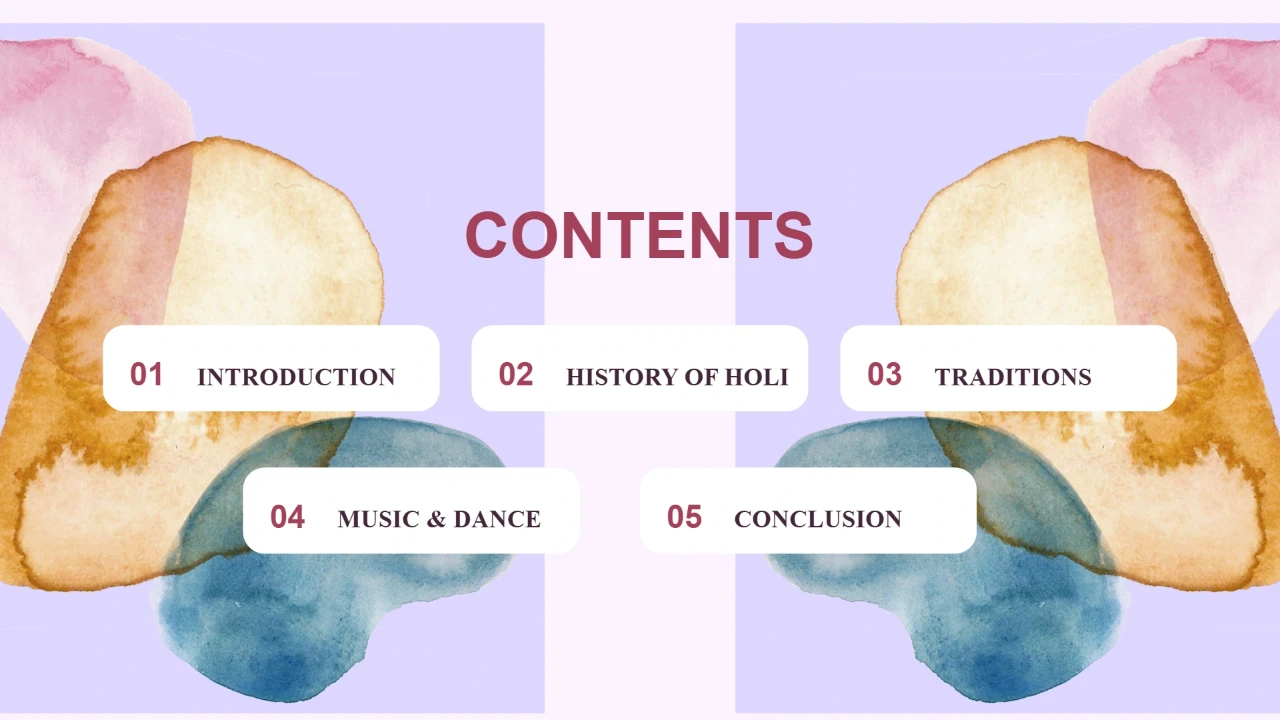 CONTENTS
01 INTRODUCTION
02 HISTORY OF HOLI
03 TRADITIONS
04 MUSIC & DANCE
05 CONCLUSION